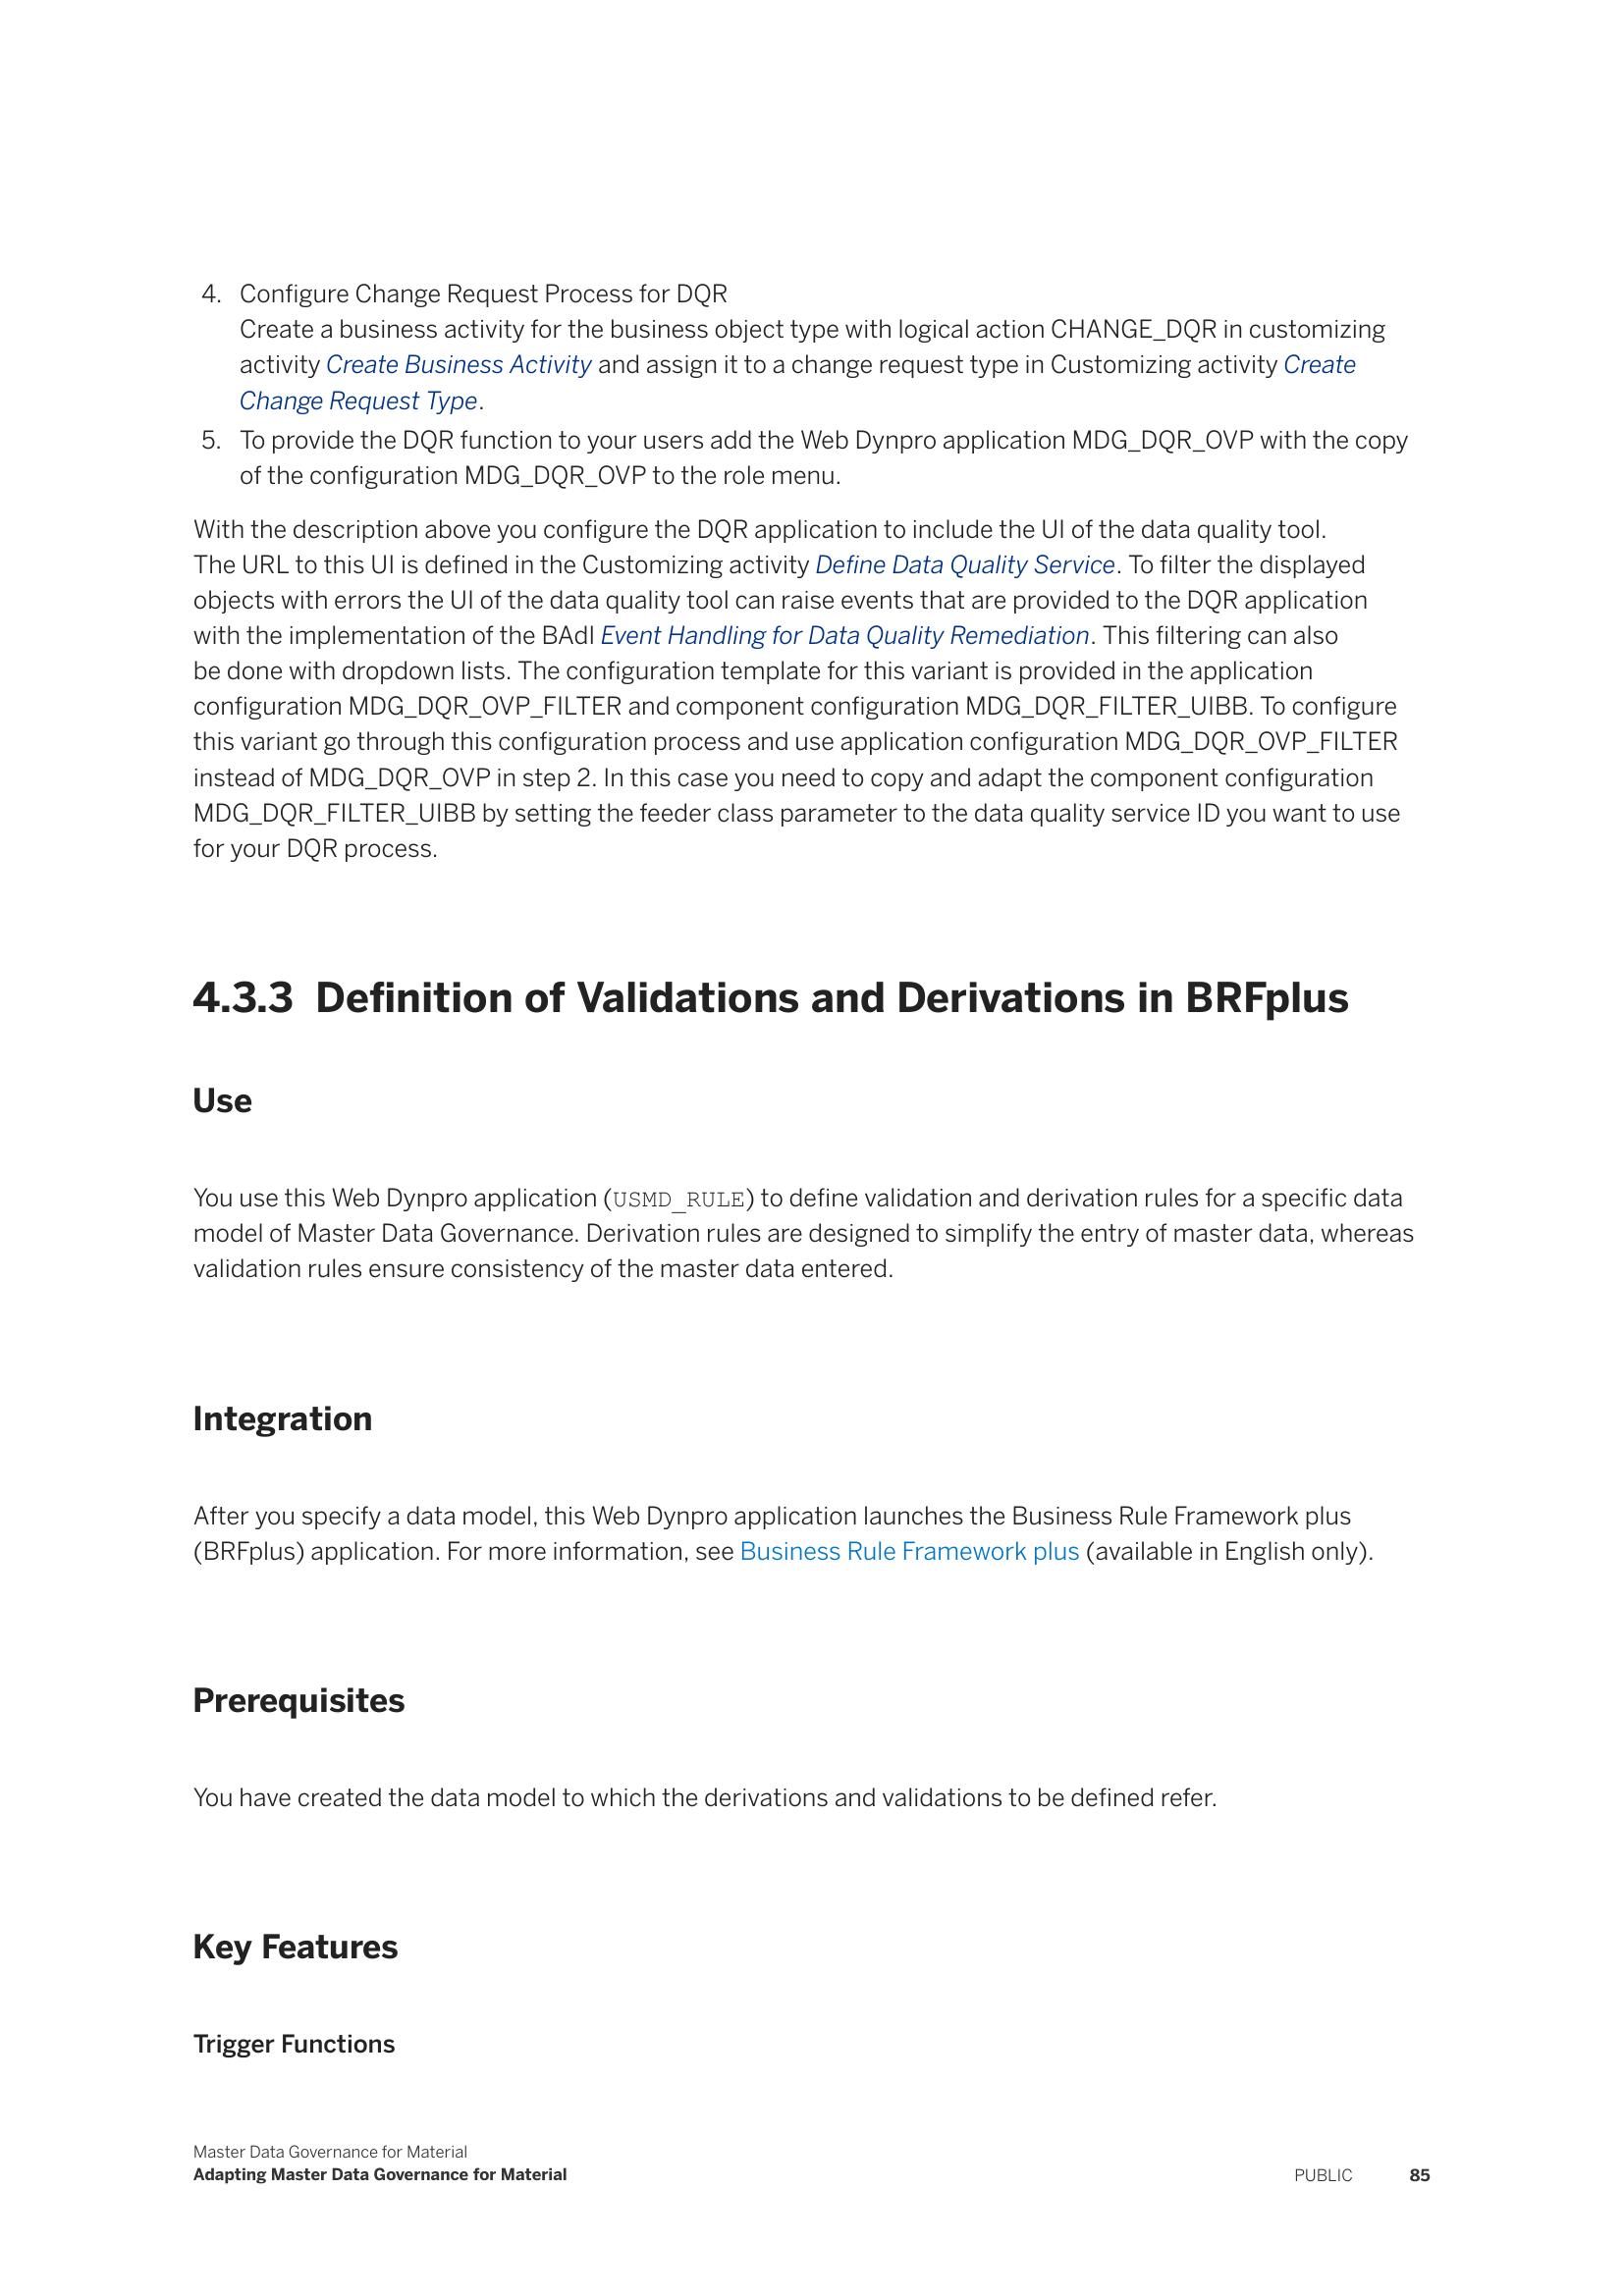 4. Configure Change Request Process for DQR
Create a business activity for the business object type with logical action CHANGE_DQR in customizing
activity Create Business Activity and assign it to a change request type in Customizing activity Create
Change Request Type.
5. To provide the DQR function to your users add the Web Dynpro application MDG_DQR_OVP with the copy
of the configuration MDG_DQR_OVP to the role menu.
With the description above you configure the DQR application to include the UI of the data quality tool.
The URL to this UI is defined in the Customizing activity Define Data Quality Service. To filter the displayed
objects with errors the UI of the data quality tool can raise events that are provided to the DQR application
with the implementation of the BAdI Event Handling for Data Quality Remediation. This filtering can also
be done with dropdown lists. The configuration template for this variant is provided in the application
configuration MDG_DQR_OVP_FILTER and component configuration MDG_DQR_FILTER_UIBB. To configure
this variant go through this configuration process and use application configuration MDG_DQR_OVP_FILTER
instead of MDG_DQR_OVP in step 2. In this case you need to copy and adapt the component configuration
MDG_DQR_FILTER_UIBB by setting the feeder class parameter to the data quality service ID you want to use
for your DQR process.
4.3.3 Definition of Validations and Derivations in BRFplus
Use
You use this Web Dynpro application (USMD_RULE) to define validation and derivation rules for a specific data
model of Master Data Governance. Derivation rules are designed to simplify the entry of master data, whereas
validation rules ensure consistency of the master data entered.
Integration
After you specify a data model, this Web Dynpro application launches the Business Rule Framework plus
(BRFplus) application. For more information, see Business Rule Framework plus (available in English only).
Prerequisites
You have created the data model to which the derivations and validations to be defined refer.
Key Features
Trigger Functions
Master Data Governance for Material
Adapting Master Data Governance for Material
PUBLIC 85